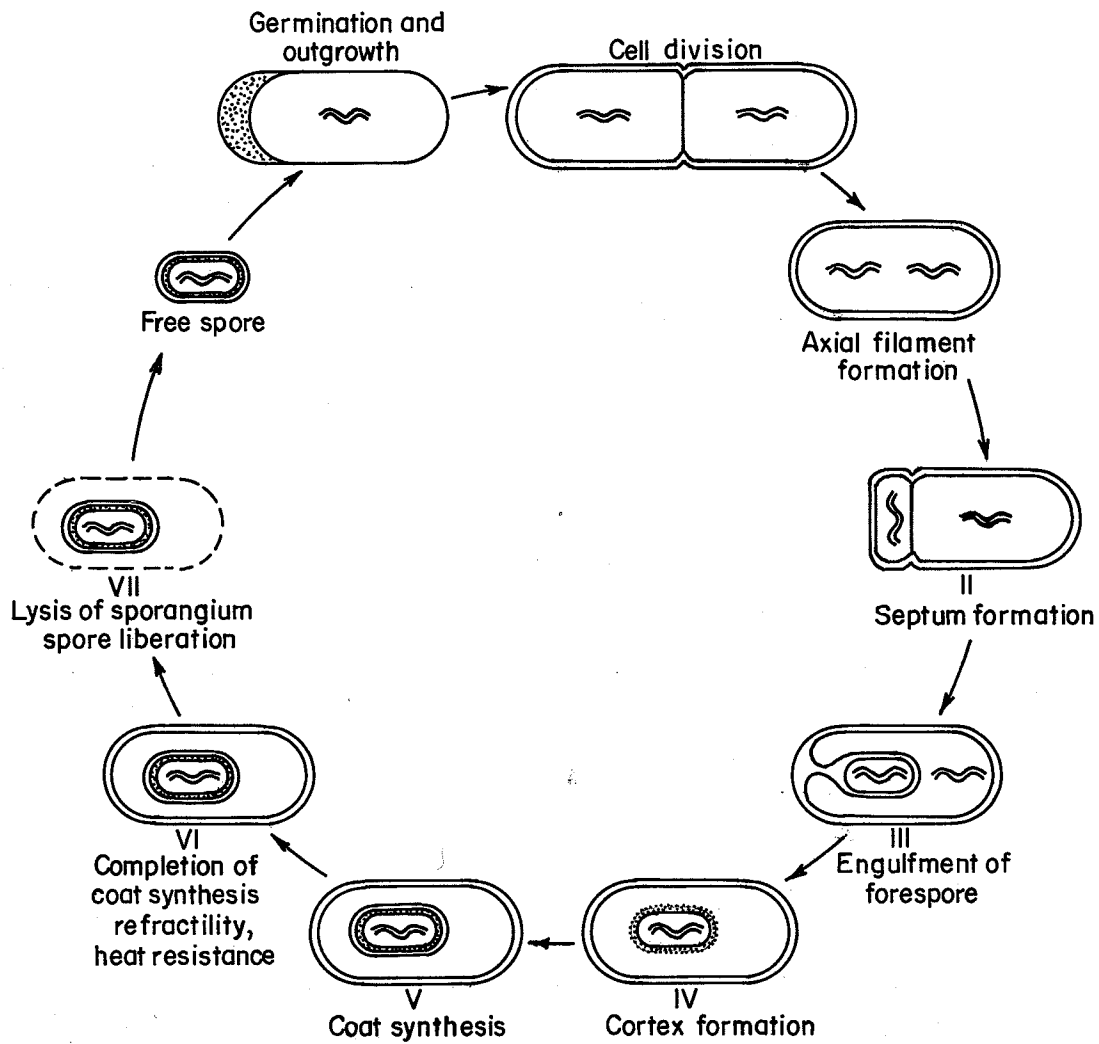 Germination and
outgrowth
Cell division
Axial filament
formation
II
Septum formation
III
Engulfment of
forespore
IV
Cortex formation
V
Coat synthesis
VI
Completion of
coat synthesis
refractility,
heat resistance
VII
Lysis of sporangium
spore liberation
Free spore